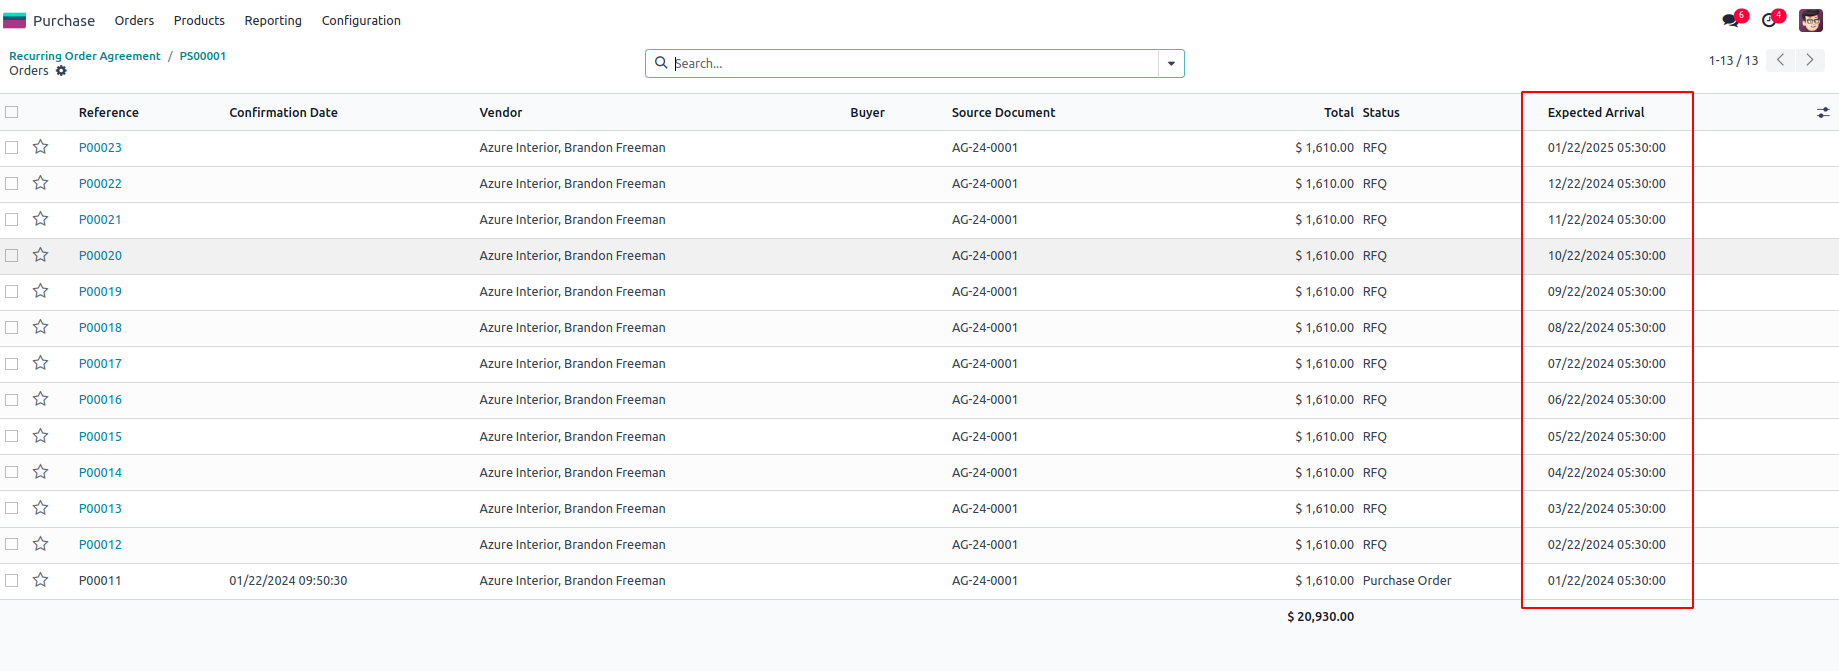 Purchase Orders Products Reporting Configuration 6 4
Recurring Order Agreement / PS00001
Orders
Search...
1-13 / 13
Reference Confirmation Date Vendor Buyer Source Document Total Status Expected Arrival
P00023 Azure Interior, Brandon Freeman AG-24-0001 $ 1,610.00 RFQ 01/22/2025 05:30:00
P00022 Azure Interior, Brandon Freeman AG-24-0001 $ 1,610.00 RFQ 12/22/2024 05:30:00
P00021 Azure Interior, Brandon Freeman AG-24-0001 $ 1,610.00 RFQ 11/22/2024 05:30:00
P00020 Azure Interior, Brandon Freeman AG-24-0001 $ 1,610.00 RFQ 10/22/2024 05:30:00
P00019 Azure Interior, Brandon Freeman AG-24-0001 $ 1,610.00 RFQ 09/22/2024 05:30:00
P00018 Azure Interior, Brandon Freeman AG-24-0001 $ 1,610.00 RFQ 08/22/2024 05:30:00
P00017 Azure Interior, Brandon Freeman AG-24-0001 $ 1,610.00 RFQ 07/22/2024 05:30:00
P00016 Azure Interior, Brandon Freeman AG-24-0001 $ 1,610.00 RFQ 06/22/2024 05:30:00
P00015 Azure Interior, Brandon Freeman AG-24-0001 $ 1,610.00 RFQ 05/22/2024 05:30:00
P00014 Azure Interior, Brandon Freeman AG-24-0001 $ 1,610.00 RFQ 04/22/2024 05:30:00
P00013 Azure Interior, Brandon Freeman AG-24-0001 $ 1,610.00 RFQ 03/22/2024 05:30:00
P00012 Azure Interior, Brandon Freeman AG-24-0001 $ 1,610.00 RFQ 02/22/2024 05:30:00
P00011 01/22/2024 09:50:30 Azure Interior, Brandon Freeman AG-24-0001 $ 1,610.00 Purchase Order 01/22/2024 05:30:00
$ 20,930.00